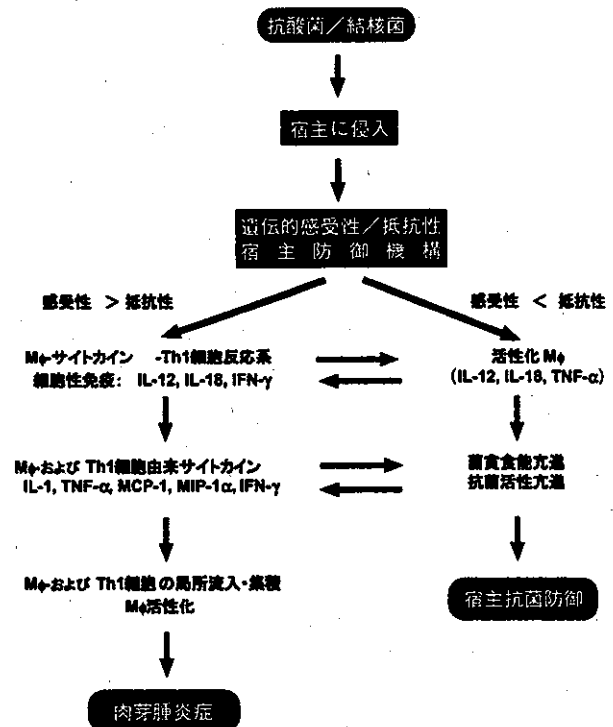 抗酸菌／結核菌
宿主に侵入
遺伝的感受性／抵抗性
宿主防御機構
感受性 > 抵抗性
感受性 < 抵抗性
Mφ-サイトカイン -Th1細胞反応系
細胞性免疫: IL-12, IL-18, IFN-γ
活性化 Mφ
(IL-12, IL-18, TNF-α)
Mφ-および Th1細胞由来サイトカイン
IL-1, TNF-α, MCP-1, MIP-1α, IFN-γ
菌貪食能亢進
抗菌活性亢進
Mφ-および Th1細胞の局所流入・集積
Mφ活性化
宿主抗菌防御
肉芽腫炎症